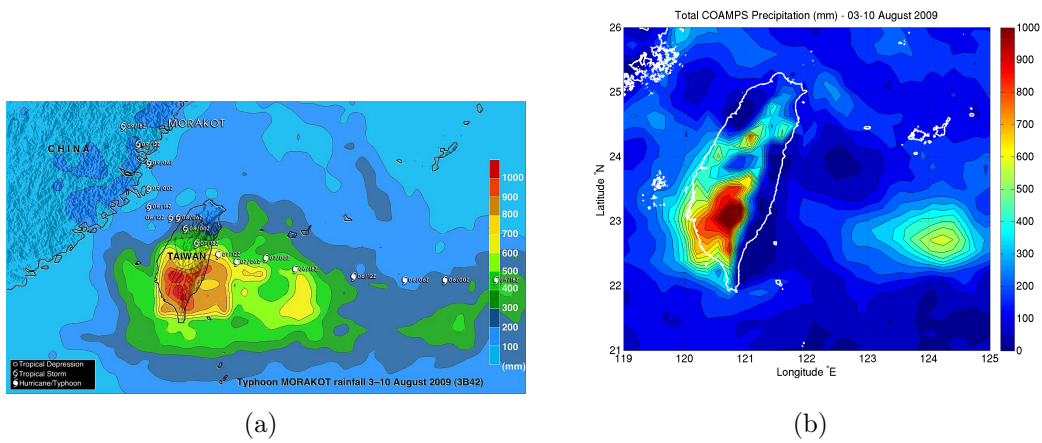 MORAKOT
CHINA
TAIWAN
1000
900
800
700
600
500
400
300
200
100
(mm)
Tropical Depression
Tropical Storm
Hurricane/Typhoon
Typhoon MORAKOT rainfall 3-10 August 2009 (3B42)
(a)
Total COAMPS Precipitation (mm) - 03-10 August 2009
26
25
24
23
22
21
Latitude °N
119
120
121
122
123
124
125
Longitude °E
1000
900
800
700
600
500
400
300
200
100
0
(b)